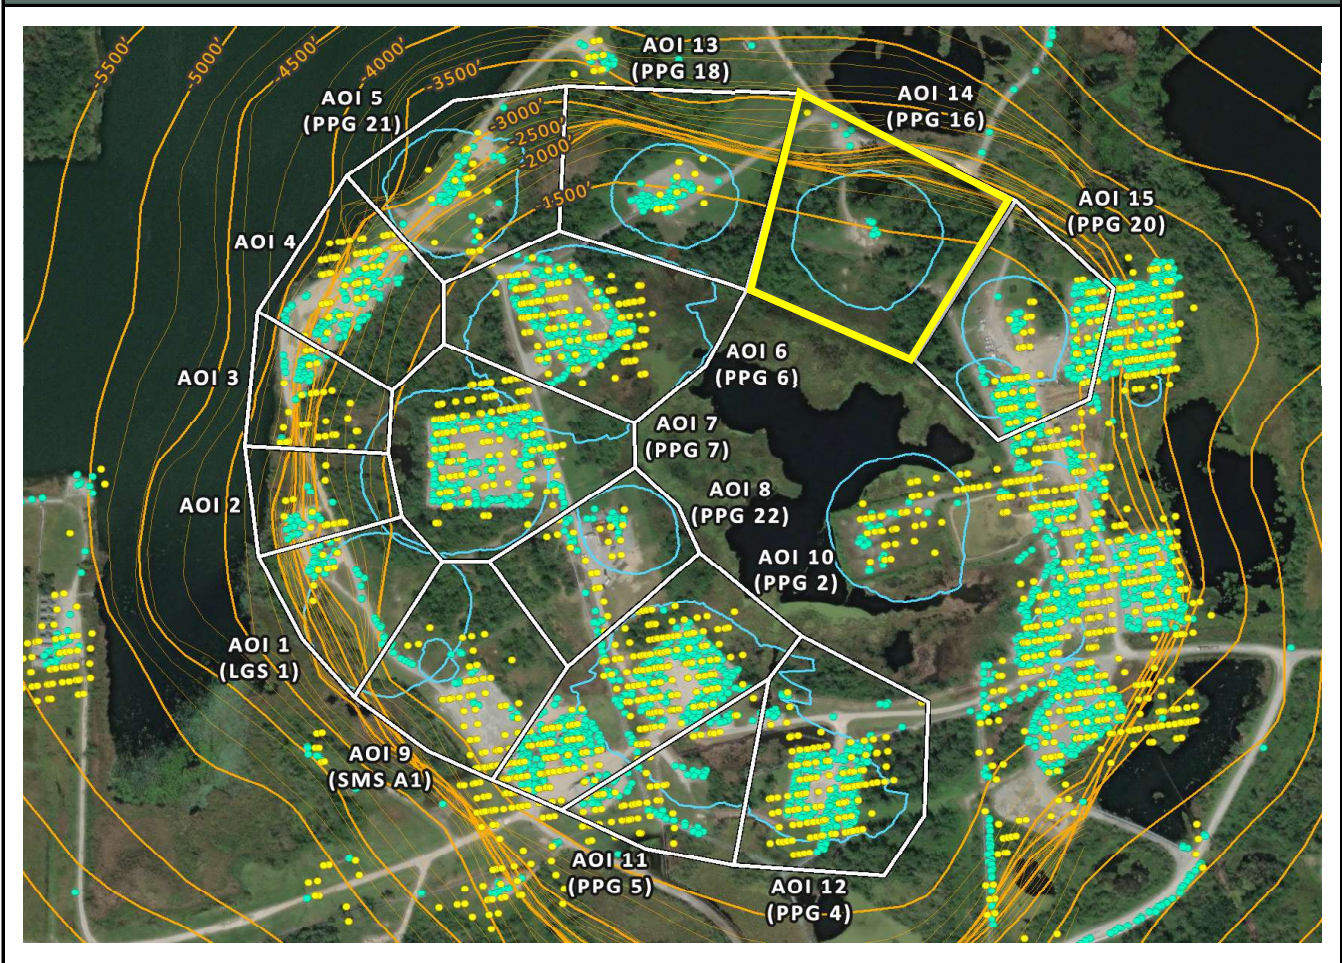 -5500'
-5000'
-4500'
-4000'
-3500'
-3000'
-2500'
-2000'
-1500'
AOI 13
(PPG 18)
AOI 14
(PPG 16)
AOI 5
(PPG 21)
AOI 15
(PPG 20)
AOI 4
AOI 3
AOI 6
(PPG 6)
AOI 7
(PPG 7)
AOI 2
AOI 8
(PPG 22)
AOI 10
(PPG 2)
AOI 1
(LGS 1)
AOI 9
(SMS A1)
AOI 11
(PPG 5)
AOI 12
(PPG 4)